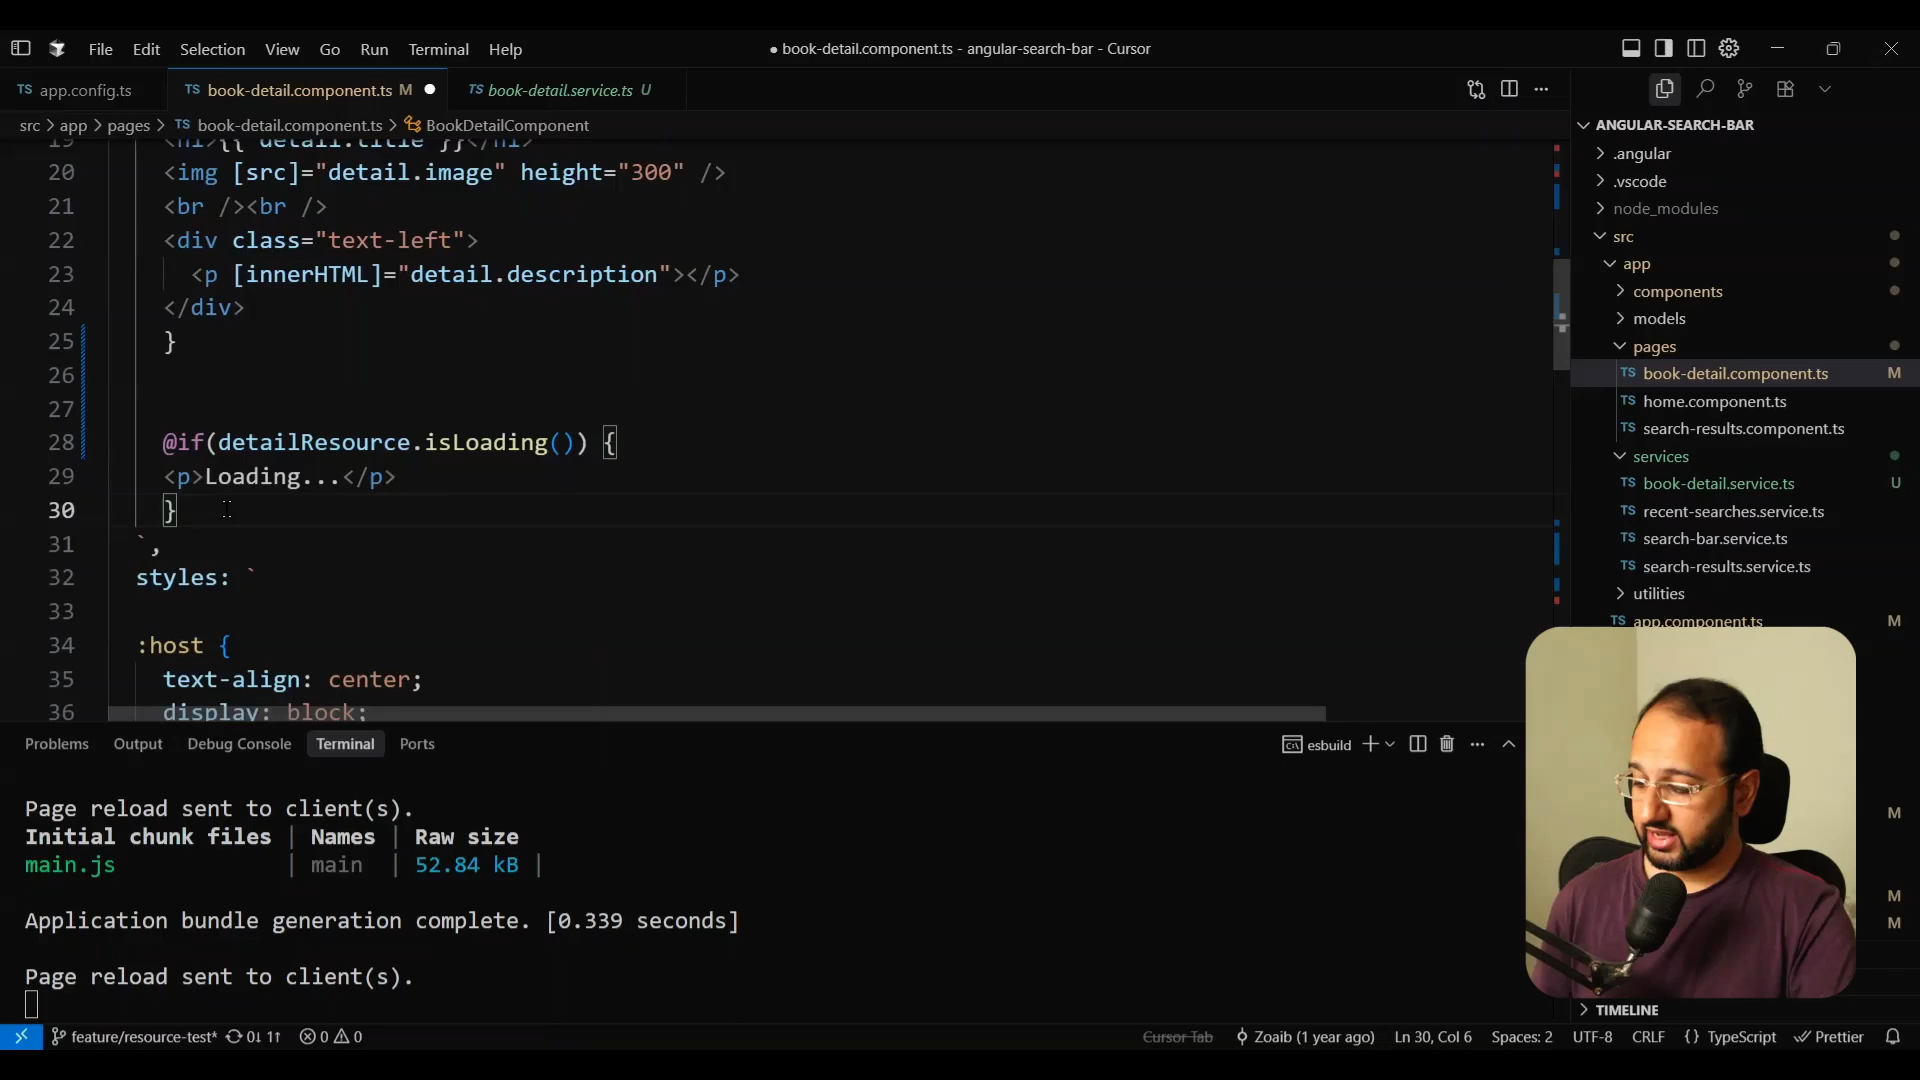 File Edit Selection View Go Run Terminal Help
● book-detail.component.ts - angular-search-bar - Cursor
TS app.config.ts
TS book-detail.component.ts M ●
TS book-detail.service.ts U
src > app > pages > TS book-detail.component.ts > BookDetailComponent
19 <h1>{{ detail.title }}</h1>
20 <img [src]="detail.image" height="300" />
21 <br /><br />
22 <div class="text-left">
23 <p [innerHTML]="detail.description"></p>
24 </div>
25 }
26
27
28 @if(detailResource.isLoading()) {
29 <p>Loading...</p>
30 }
31 `,
32 styles: `
33
34 :host {
35 text-align: center;
36 display: block;
Problems Output Debug Console Terminal Ports
esbuild
Page reload sent to client(s).
Initial chunk files | Names | Raw size
main.js | main | 52.84 kB |
Application bundle generation complete. [0.339 seconds]
Page reload sent to client(s).
ANGULAR-SEARCH-BAR
> .angular
> .vscode
> node_modules
src
app
> components
> models
pages
TS book-detail.component.ts M
TS home.component.ts
TS search-results.component.ts
services
TS book-detail.service.ts U
TS recent-searches.service.ts
TS search-bar.service.ts
TS search-results.service.ts
> utilities
TS app.component.ts M
M
M
M
> TIMELINE
feature/resource-test* 0↓ 1↑ 0 0
Cursor Tab
Zoaib (1 year ago)
Ln 30, Col 6
Spaces: 2
UTF-8
CRLF
{} TypeScript
Prettier